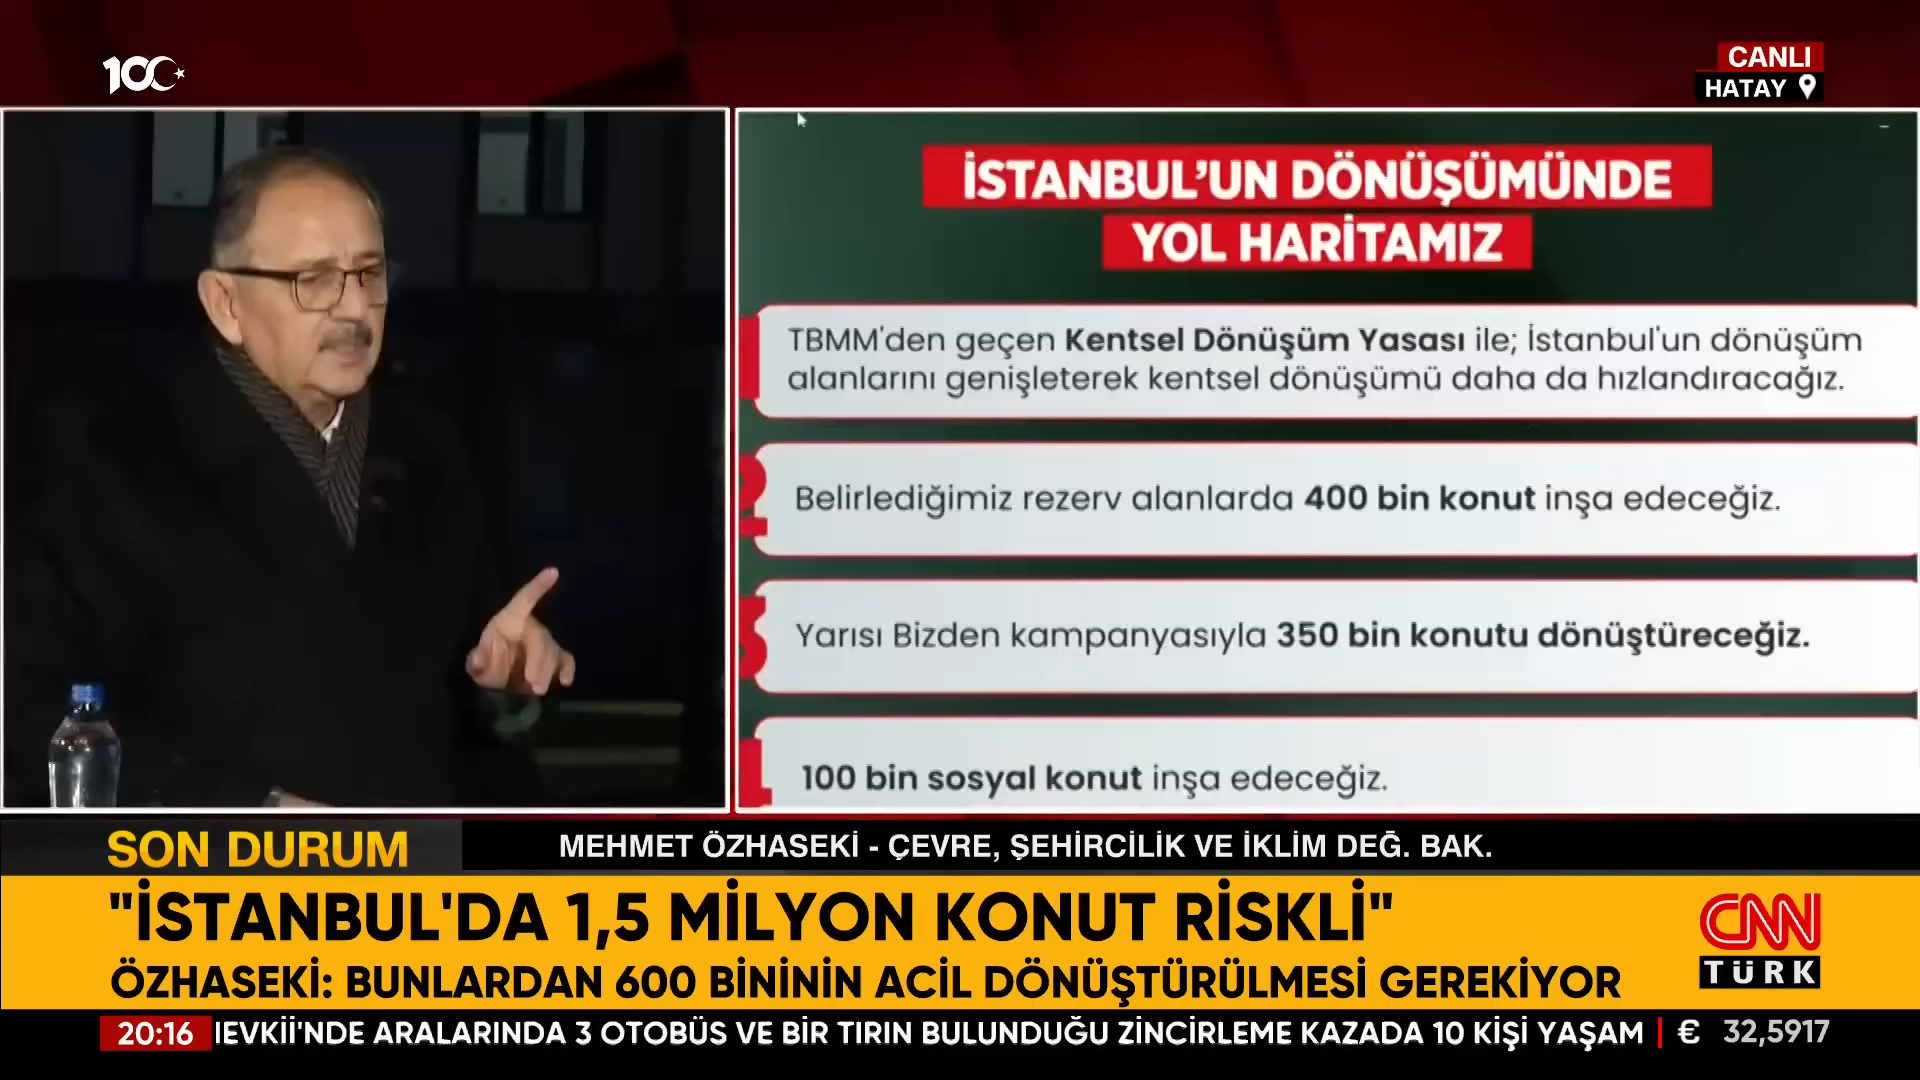 100
CANLI
HATAY
İSTANBUL'UN DÖNÜŞÜMÜNDE
YOL HARİTAMIZ
TBMM'den geçen Kentsel Dönüşüm Yasası ile; İstanbul'un dönüşüm
alanlarını genişleterek kentsel dönüşümü daha da hızlandıracağız.
2
Belirlediğimiz rezerv alanlarda 400 bin konut inşa edeceğiz.
3
Yarısı Bizden kampanyasıyla 350 bin konutu dönüştüreceğiz.
100 bin sosyal konut inşa edeceğiz.
SON DURUM
MEHMET ÖZHASEKİ - ÇEVRE, ŞEHİRCİLİK VE İKLİM DEĞ. BAK.
"İSTANBUL'DA 1,5 MİLYON KONUT RİSKLİ"
ÖZHASEKİ: BUNLARDAN 600 BİNİNİN ACİL DÖNÜŞTÜRÜLMESİ GEREKİYOR
CNN
TÜRK
20:16 MEVKİİ'NDE ARALARINDA 3 OTOBÜS VE BİR TIRIN BULUNDUĞU ZİNCİRLEME KAZADA 10 KİŞİ YAŞAM € 32,5917